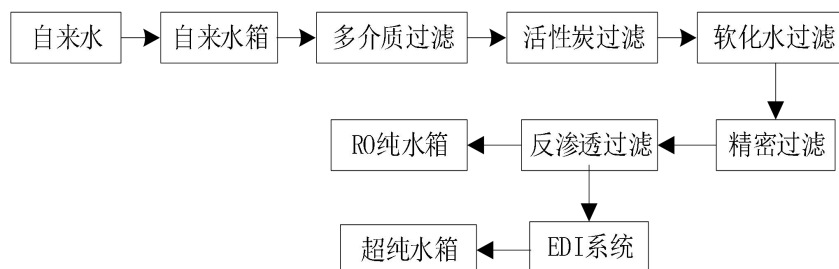 自来水
自来水箱
多介质过滤
活性炭过滤
软化水过滤
RO纯水箱
反渗透过滤
精密过滤
超纯水箱
EDI系统